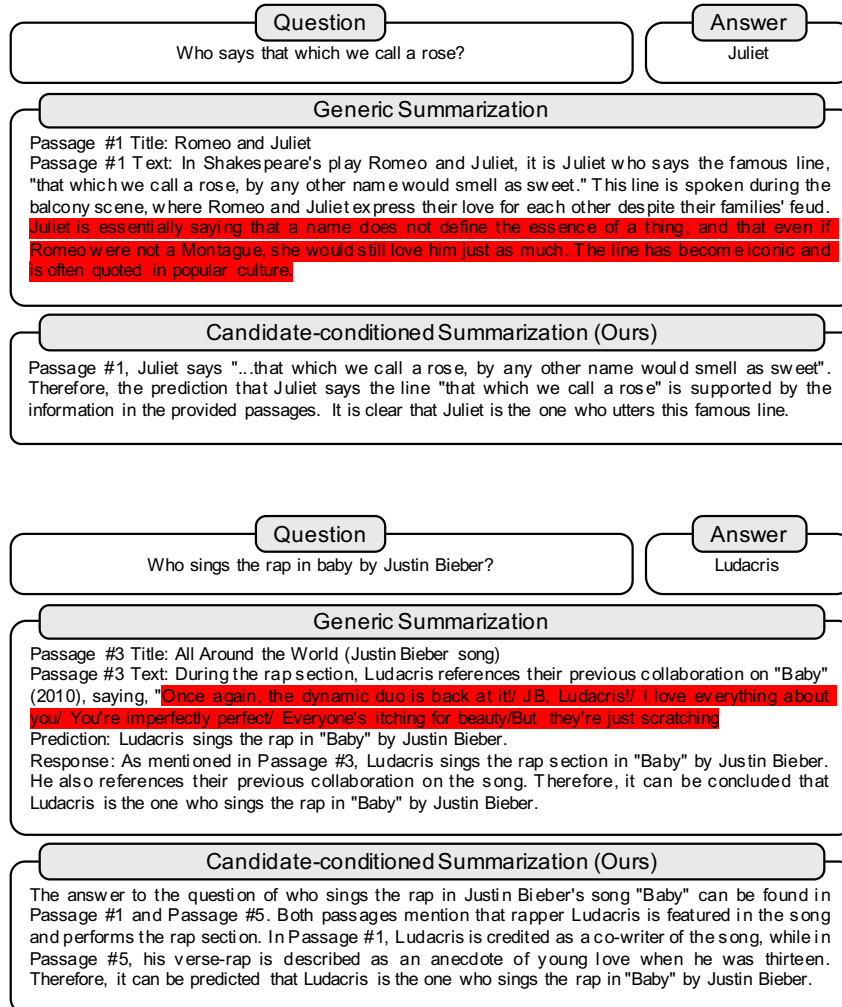 Question
Answer
Who says that which we call a rose?
Juliet
Generic Summarization
Passage #1 Title: Romeo and Juliet
Passage #1 Text: In Shakespeare's play Romeo and Juliet, it is Juliet who says the famous line,
"that which we call a rose, by any other name would smell as sweet." This line is spoken during the
balcony scene, where Romeo and Juliet express their love for each other despite their families' feud.
Juliet is essentially saying that a name does not define the essence of a thing, and that even if
Romeo were not a Montague, she would still love him just as much. The line has become iconic and
is often quoted in popular culture.
Candidate-conditioned Summarization (Ours)
Passage #1, Juliet says "...that which we call a rose, by any other name would smell as sweet".
Therefore, the prediction that Juliet says the line "that which we call a rose" is supported by the
information in the provided passages. It is clear that Juliet is the one who utters this famous line.
Question
Answer
Who sings the rap in baby by Justin Bieber?
Ludacris
Generic Summarization
Passage #3 Title: All Around the World (Justin Bieber song)
Passage #3 Text: During the rap section, Ludacris references their previous collaboration on "Baby"
(2010), saying, "Once again, the dynamic duo is back at it!/ JB, Ludacris!/ I love everything about
you/ You're imperfectly perfect/ Everyone's itching for beauty/But they're just scratching
Prediction: Ludacris sings the rap in "Baby" by Justin Bieber.
Response: As mentioned in Passage #3, Ludacris sings the rap section in "Baby" by Justin Bieber.
He also references their previous collaboration on the song. Therefore, it can be concluded that
Ludacris is the one who sings the rap in "Baby" by Justin Bieber.
Candidate-conditioned Summarization (Ours)
The answer to the question of who sings the rap in Justin Bieber's song "Baby" can be found in
Passage #1 and Passage #5. Both passages mention that rapper Ludacris is featured in the song
and performs the rap section. In Passage #1, Ludacris is credited as a co-writer of the song, while in
Passage #5, his verse-rap is described as an anecdote of young love when he was thirteen.
Therefore, it can be predicted that Ludacris is the one who sings the rap in "Baby" by Justin Bieber.